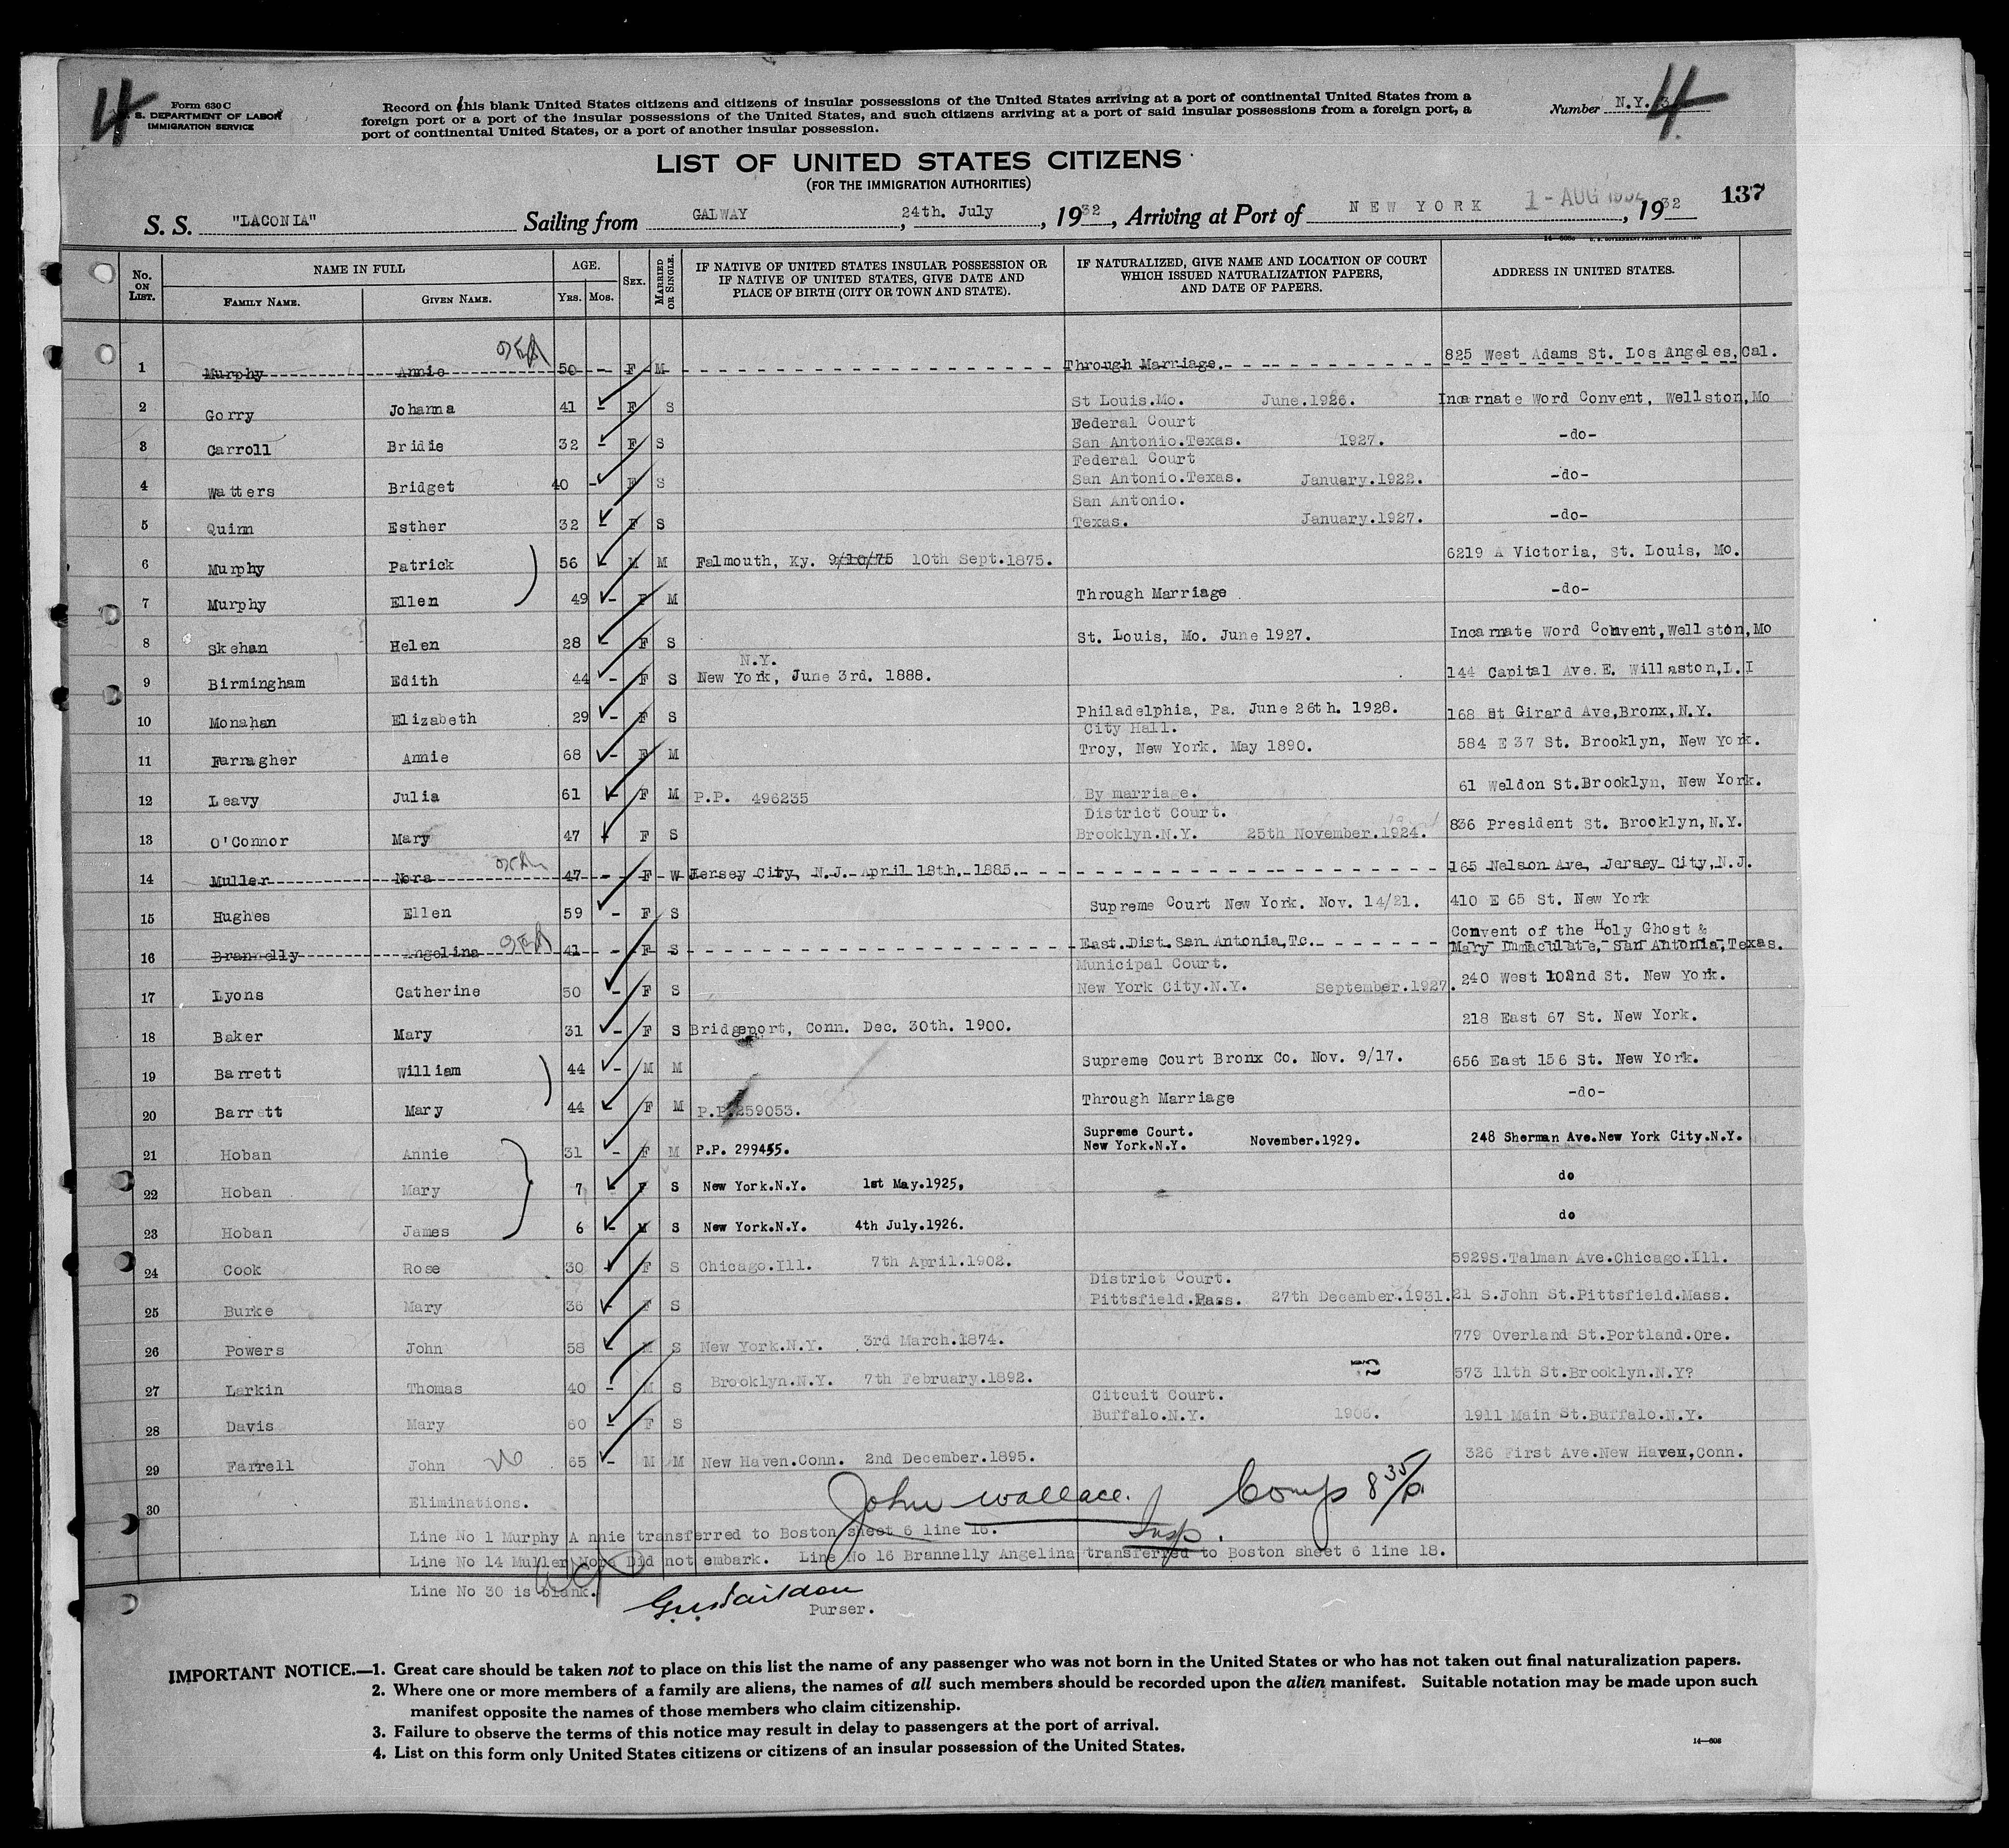 4
Form 630 C
S. DEPARTMENT OF LABOR
IMMIGRATION SERVICE
Record on this blank United States citizens and citizens of insular possessions of the United States arriving at a port of continental United States from a
foreign port or a port of the insular possessions of the United States, and such citizens arriving at a port of said insular possessions from a foreign port, a
port of continental United States, or a port of another insular possession.
Number N.Y. 3
4
LIST OF UNITED STATES CITIZENS
(FOR THE IMMIGRATION AUTHORITIES)
137
S. S. "LACONIA" Sailing from GALWAY, 24th. July, 1932, Arriving at Port of NEW YORK 1 - AUG 1932, 1932
14—608c U. S. GOVERNMENT PRINTING OFFICE: 1930
No. ON LIST. NAME IN FULL FAMILY NAME. GIVEN NAME. AGE. YRS. MOS. SEX. MARRIED OR SINGLE. IF NATIVE OF UNITED STATES INSULAR POSSESSION OR IF NATIVE OF UNITED STATES, GIVE DATE AND PLACE OF BIRTH (CITY OR TOWN AND STATE). IF NATURALIZED, GIVE NAME AND LOCATION OF COURT WHICH ISSUED NATURALIZATION PAPERS, AND DATE OF PAPERS. ADDRESS IN UNITED STATES.
1 Murphy Annie 50 - F M Through Marriage. 825 West Adams St. Los Angeles, Cal.
2 Gorry Johanna 41 - F S St Louis.Mo. June.1926. Incarnate Word Convent, Wellston, Mo
3 Carroll Bridie 32 - F S Federal Court San Antonio.Texas. 1927. -do-
4 Watters Bridget 40 - F S Federal Court San Antonio.Texas. January.1922. -do-
5 Quinn Esther 32 - F S San Antonio. Texas. January.1927. -do-
6 Murphy Patrick 56 M M Falmouth, Ky. 9/10/75 10th Sept.1875. 6219 A Victoria, St. Louis, Mo.
7 Murphy Ellen 49 - F M Through Marriage -do-
8 Skehan Helen 28 - F S St. Louis, Mo. June 1927. Incarnate Word Convent, Wellston, Mo
9 Birmingham Edith 44 - F S New York, N.Y. June 3rd. 1888. 144 Capital Ave. E. Willaston, L.I
10 Monahan Elizabeth 29 - F S Philadelphia, Pa. June 26th. 1928. 168 St Girard Ave, Bronx, N.Y.
11 Farragher Annie 68 - F M City Hall. Troy, New York. May 1890. 584 E 37 St. Brooklyn, New York.
12 Leavy Julia 61 - F M P.P. 496235 By marriage. 61 Weldon St. Brooklyn, New York.
13 O'Connor Mary 47 - F S District Court. Brooklyn.N.Y. 25th November.1924. 836 President St. Brooklyn, N.Y.
14 Muller Nora 47 - F W Jersey City, N.J. April 18th. 1885. 165 Nelson Ave, Jersey City, N.J.
15 Hughes Ellen 59 - F S Supreme Court New York. Nov. 14/21. 410 E 65 St. New York
16 Brannelly Angelina 41 - F S East. Dist. San Antonia, Tc. Convent of the Holy Ghost & Mary Immaculate, San Antonia, Texas.
17 Lyons Catherine 50 - F S Municipal Court. New York City.N.Y. September.1927. 240 West 102nd St. New York.
18 Baker Mary 31 - F S Bridgeport, Conn. Dec. 30th. 1900. 218 East 67 St. New York.
19 Barrett William 44 - M M Supreme Court Bronx Co. Nov. 9/17. 656 East 156 St. New York.
20 Barrett Mary 44 - F M P.P. 259053. Through Marriage -do-
21 Hoban Annie 31 - F M P.P. 299455. Supreme Court. New York.N.Y. November.1929. 248 Sherman Ave.New York City.N.Y.
22 Hoban Mary 7 - F S New York.N.Y. 1st May.1925. do
23 Hoban James 6 - M S New York.N.Y. 4th July.1926. do
24 Cook Rose 30 - F S Chicago.Ill. 7th April.1902. 5929S.Talman Ave.Chicago.Ill.
25 Burke Mary 36 - F S District Court. Pittsfield.Mass. 27th December.1931. 21 S.John St.Pittsfield.Mass.
26 Powers John 58 - M S New York.N.Y. 3rd March.1874. 779 Overland St.Portland.Ore.
27 Larkin Thomas 40 - M S Brooklyn.N.Y. 7th February.1892. 25 573 11th St.Brooklyn.N.Y?
28 Davis Mary 60 - F S Citcuit Court. Buffalo.N.Y. 1906. 1911 Main St.Buffalo.N.Y.
29 Farrell John 65 - M M New Haven.Conn. 2nd December.1895. 326 First Ave.New Haven, Conn.
30 Eliminations.
John Wallace. Insp. Comp 8 35/p.
Line No 1 Murphy A nnie transferred to Boston sheet 6 line 16.
Line No 14 Muller Nora Did not embark. Line No 16 Brannelly Angelina transferred to Boston sheet 6 line 18.
Line No 30 is blank.
Purser.
IMPORTANT NOTICE.—1. Great care should be taken not to place on this list the name of any passenger who was not born in the United States or who has not taken out final naturalization papers.
2. Where one or more members of a family are aliens, the names of all such members should be recorded upon the alien manifest. Suitable notation may be made upon such
manifest opposite the names of those members who claim citizenship.
3. Failure to observe the terms of this notice may result in delay to passengers at the port of arrival.
4. List on this form only United States citizens or citizens of an insular possession of the United States.
14—608